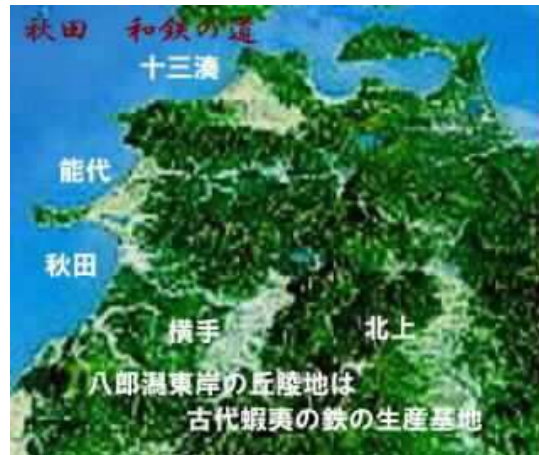 秋田　和鉄の道
十三湊
能代
秋田
横手
北上
八郎潟東岸の丘陵地は
古代蝦夷の鉄の生産基地